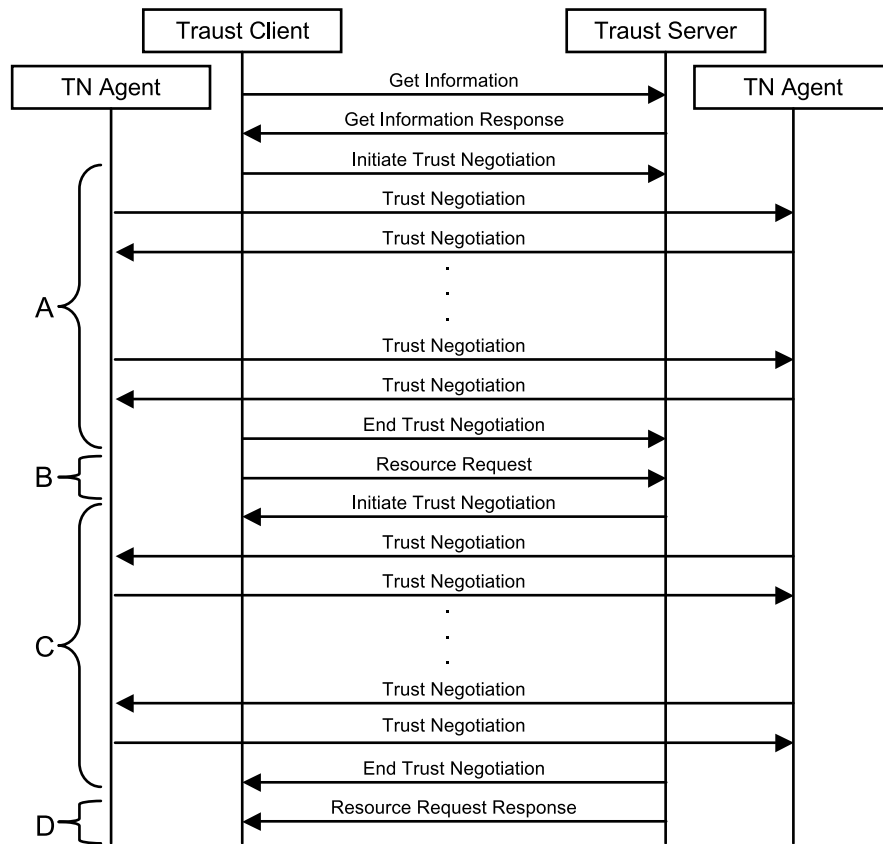 Traust Client
Traust Server
TN Agent
TN Agent
Get Information
Get Information Response
Initiate Trust Negotiation
Trust Negotiation
Trust Negotiation
.
.
.
A
Trust Negotiation
Trust Negotiation
End Trust Negotiation
B
Resource Request
Initiate Trust Negotiation
Trust Negotiation
Trust Negotiation
.
.
.
C
Trust Negotiation
Trust Negotiation
End Trust Negotiation
D
Resource Request Response